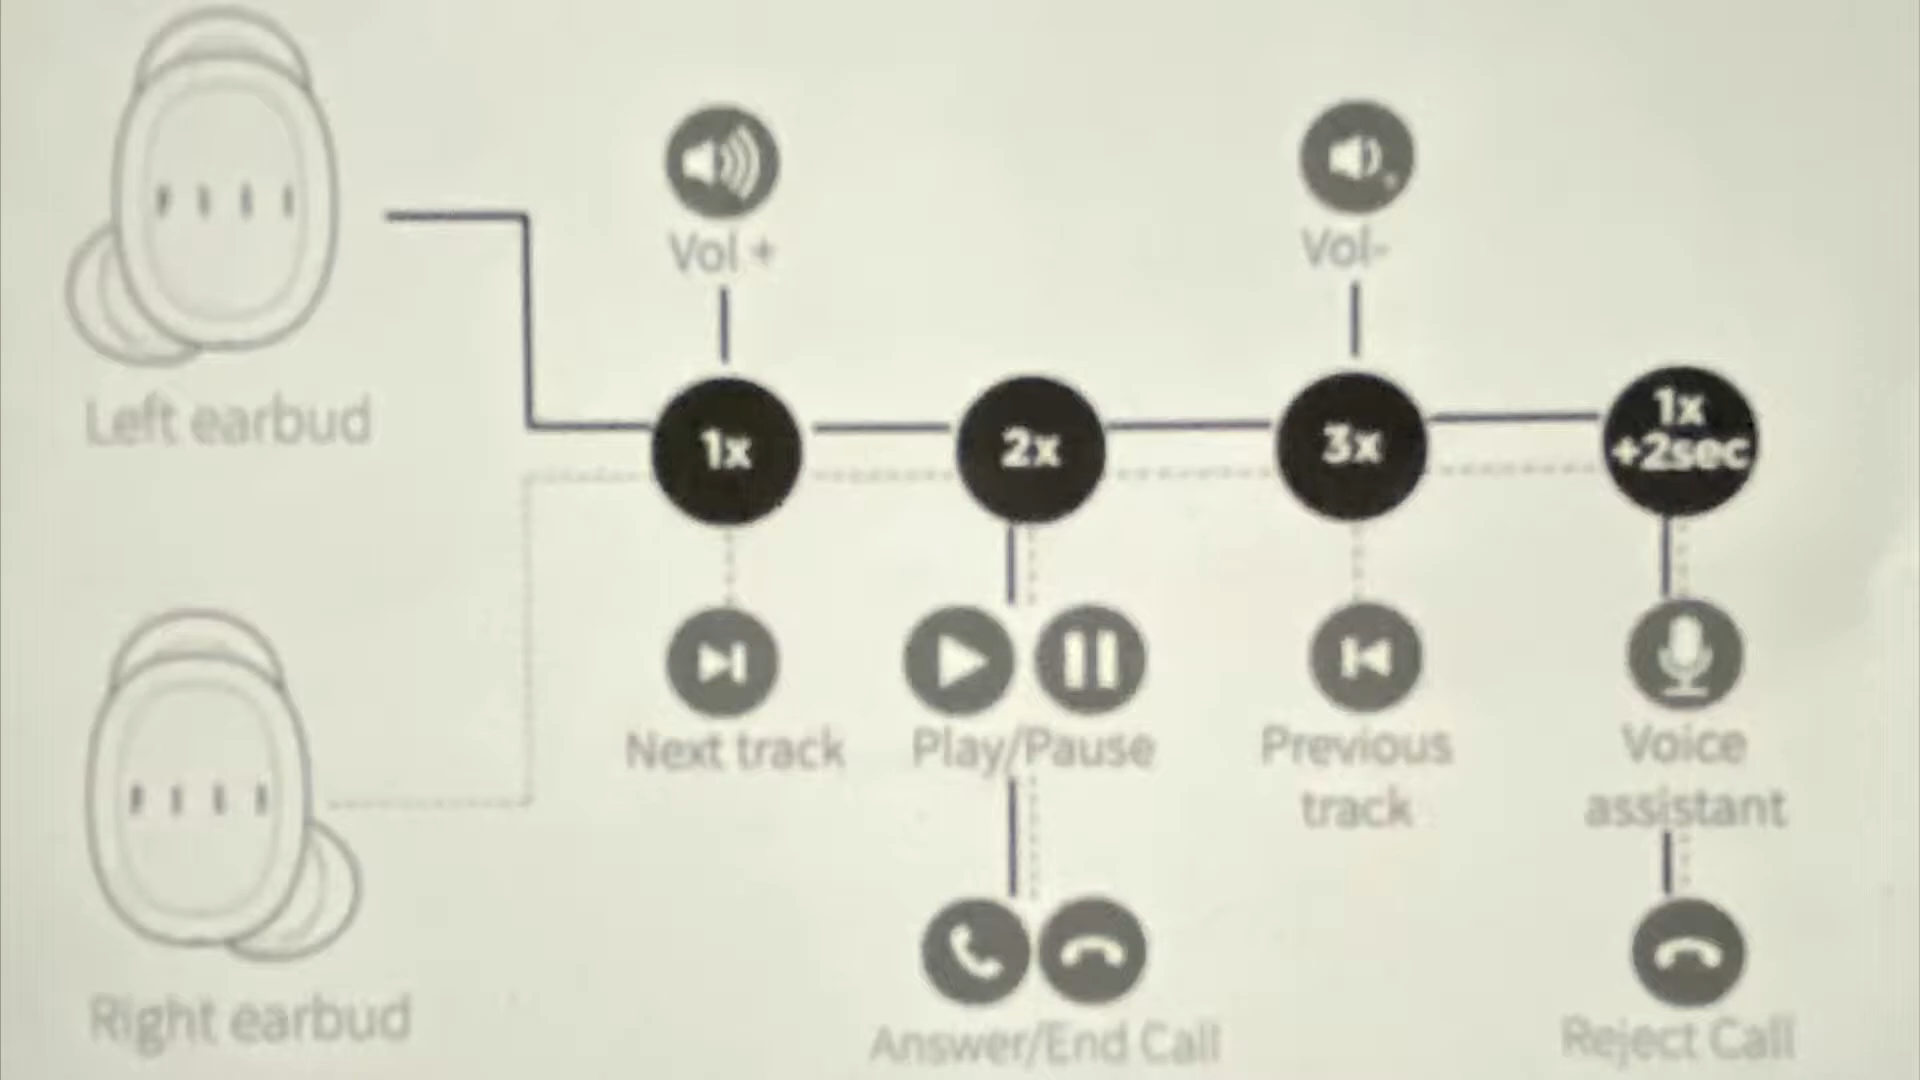 Vol +
Vol-
Left earbud
1x
2x
3x
1x
+2sec
Next track
Play/Pause
Previous
track
Voice
assistant
Right earbud
Answer/End Call
Reject Call